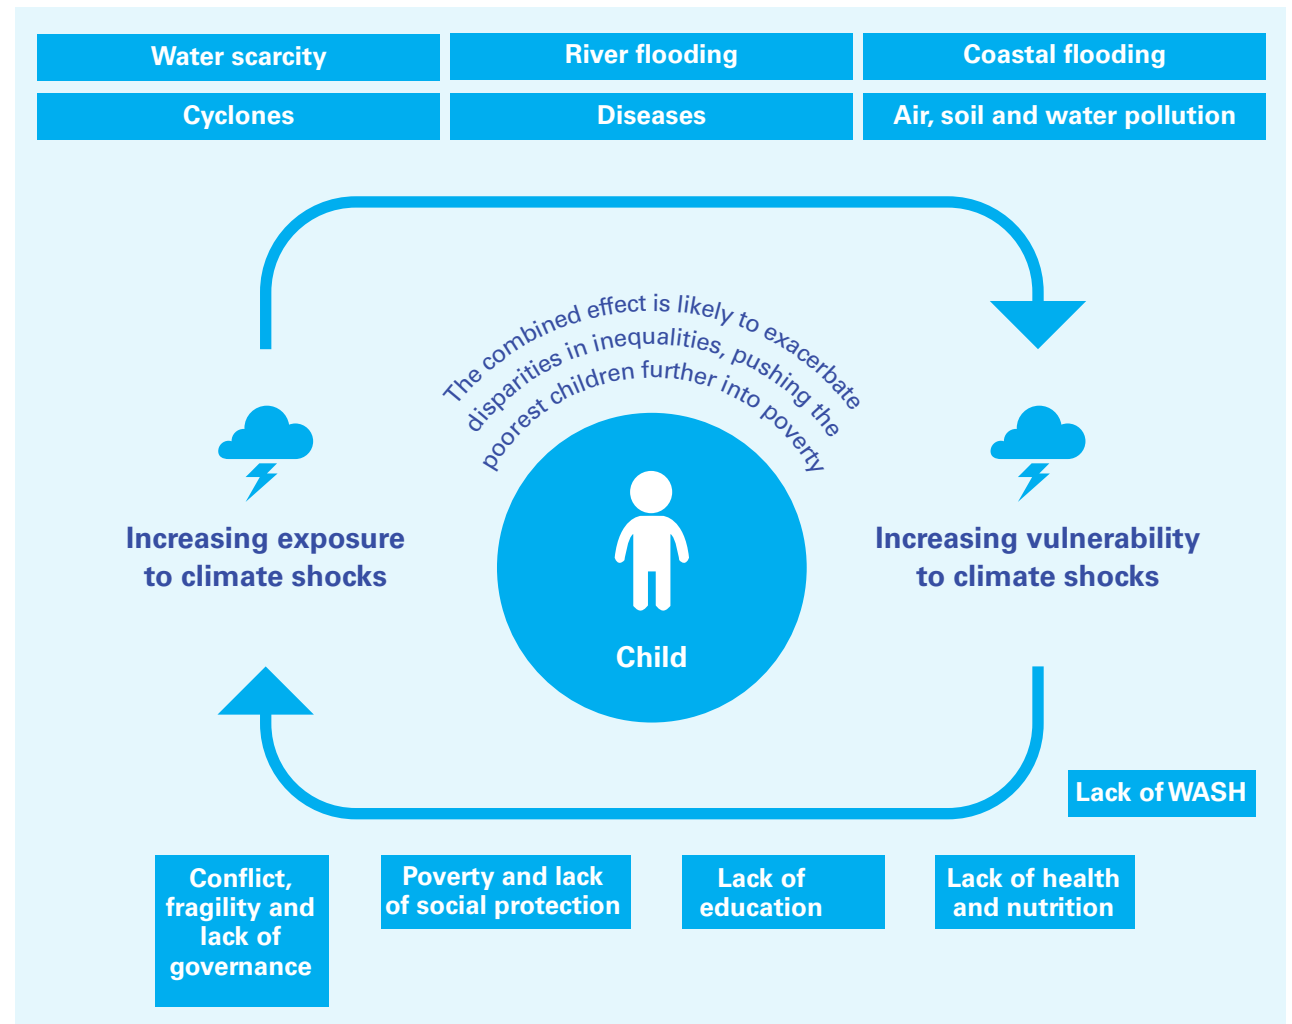 Water scarcity
River flooding
Coastal flooding
Cyclones
Diseases
Air, soil and water pollution
The combined effect is likely to exacerbate
disparities in inequalities, pushing the
poorest children further into poverty
Increasing exposure
to climate shocks
Child
Increasing vulnerability
to climate shocks
Lack of WASH
Conflict,
fragility and
lack of
governance
Poverty and lack
of social protection
Lack of
education
Lack of health
and nutrition